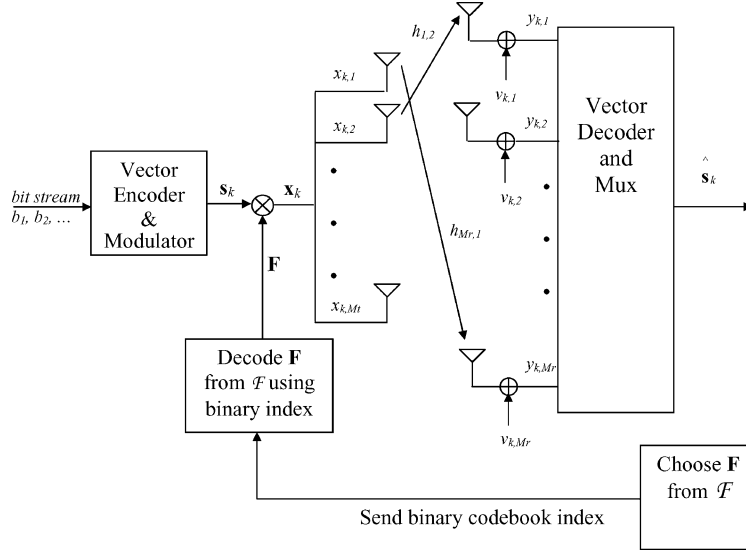 bit stream
b1, b2, ...
Vector
Encoder
&
Modulator
sk
F
xk
xk,1
xk,2
xk,Mt
h1,2
hMr,1
yk,1
vk,1
yk,2
vk,2
yk,Mr
vk,Mr
Vector
Decoder
and
Mux
^
sk
Decode F
from ℱ using
binary index
Choose F
from ℱ
Send binary codebook index